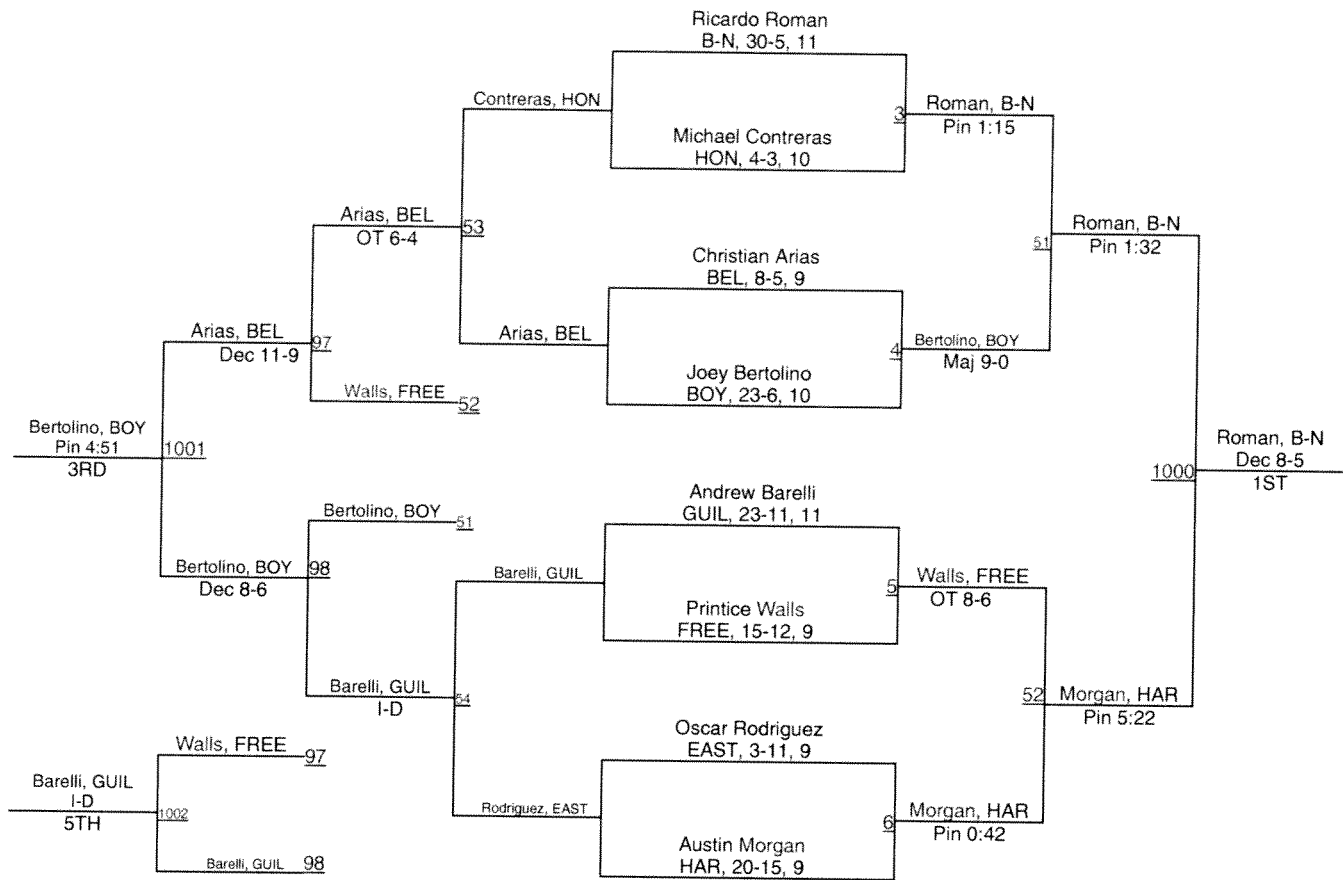 Ricardo Roman
B-N, 30-5, 11
Contreras, HON
3
Roman, B-N
Pin 1:15
Michael Contreras
HON, 4-3, 10
Arias, BEL
OT 6-4
53
Roman, B-N
Pin 1:32
51
Christian Arias
BEL, 8-5, 9
Arias, BEL
Dec 11-9
97
Arias, BEL
4
Bertolino, BOY
Maj 9-0
Joey Bertolino
BOY, 23-6, 10
Walls, FREE
52
Bertolino, BOY
Pin 4:51
3RD
1001
Roman, B-N
Dec 8-5
1ST
1000
Andrew Barelli
GUIL, 23-11, 11
Bertolino, BOY
51
Bertolino, BOY
Dec 8-6
98
Barelli, GUIL
5
Walls, FREE
OT 8-6
Printice Walls
FREE, 15-12, 9
Barelli, GUIL
I-D
54
52
Morgan, HAR
Pin 5:22
Oscar Rodriguez
EAST, 3-11, 9
Walls, FREE
97
Barelli, GUIL
I-D
5TH
1002
Rodriguez, EAST
6
Morgan, HAR
Pin 0:42
Austin Morgan
HAR, 20-15, 9
Barelli, GUIL
98